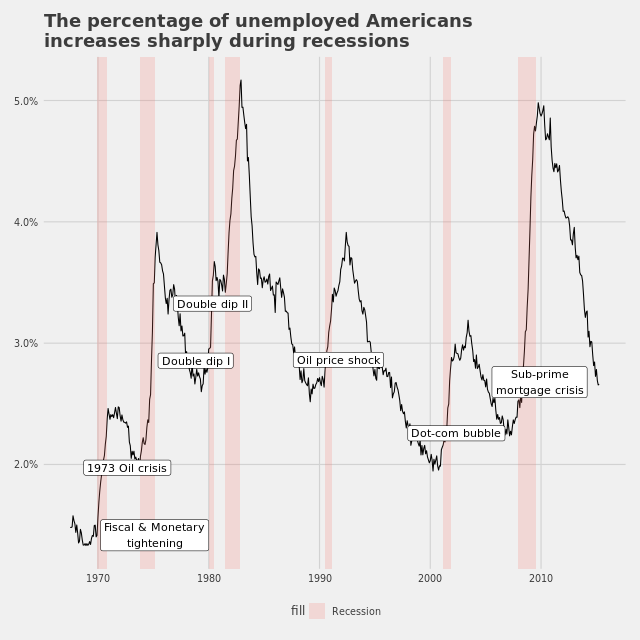 The percentage of unemployed Americans
increases sharply during recessions
5.0%
4.0%
3.0%
2.0%
Double dip II
Double dip I
Oil price shock
Sub-prime
mortgage crisis
Dot-com bubble
1973 Oil crisis
Fiscal & Monetary
tightening
1970
1980
1990
2000
2010
fill
Recession